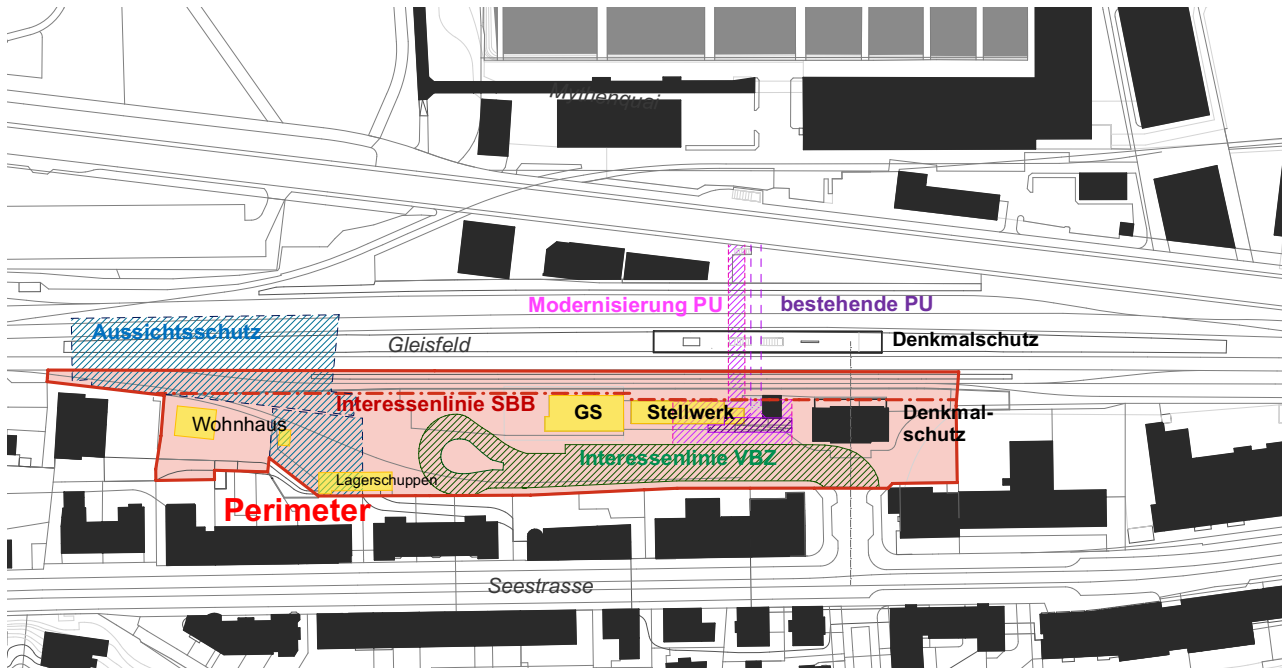 Mythenquai
Modernisierung PU
bestehende PU
Aussichtsschutz
Gleisfeld
Denkmalschutz
Interessenlinie SBB
GS
Stellwerk
Denkmal-
schutz
Wohnhaus
Interessenlinie VBZ
Lagerschuppen
Perimeter
Seestrasse